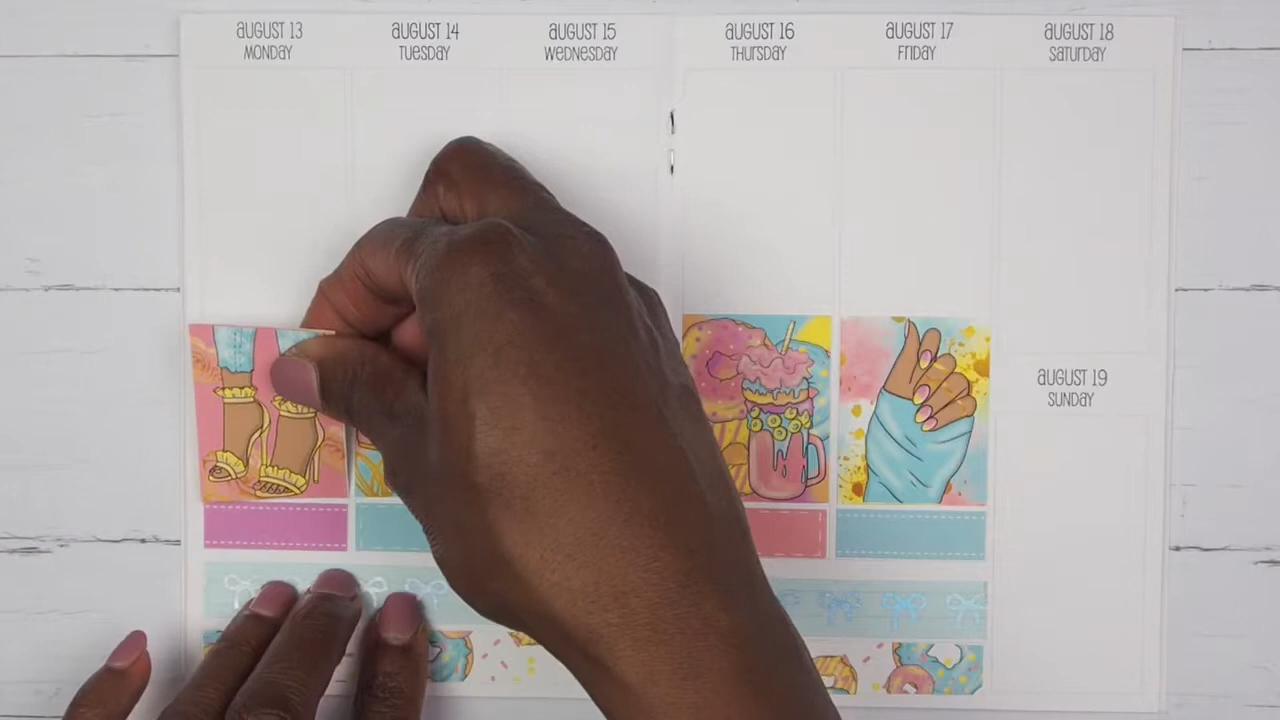 AUGUST 13
MONDAY
AUGUST 14
TUESDAY
AUGUST 15
WEDNESDAY
AUGUST 16
THURSDAY
AUGUST 17
FRIDAY
AUGUST 18
SATURDAY
AUGUST 19
SUNDAY